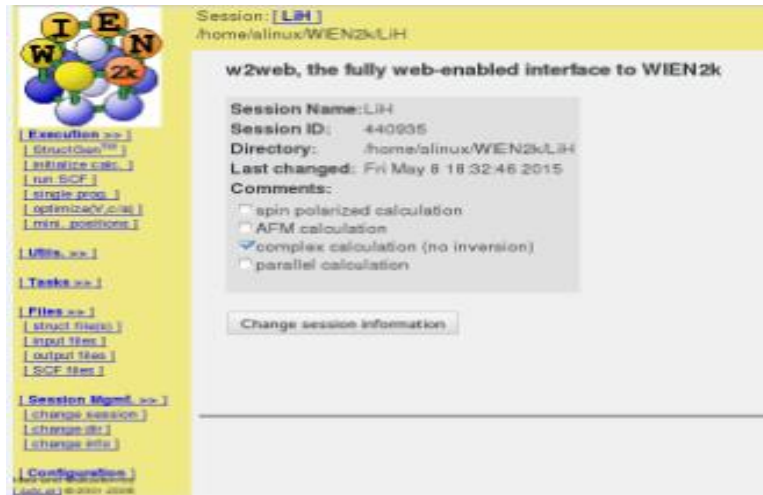 W I E N
2k
[ Execution >> ]
[ StructGen™ ]
[ initialize calc. ]
[ run SCF ]
[ single prog. ]
[ optimize(V,c/a) ]
[ mini. positions ]
[ Utils. >> ]
[ Tasks >> ]
[ Files >> ]
[ struct file(s) ]
[ input files ]
[ output files ]
[ SCF files ]
[ Session Mgmt. >> ]
[ change session ]
[ change dir ]
[ change info ]
[ Configuration ]
Session: [ LiH ]
/home/alinux/WIEN2k/LiH
w2web, the fully web-enabled interface to WIEN2k
Session Name: LiH
Session ID: 440935
Directory: /home/alinux/WIEN2k/LiH
Last changed: Fri May 8 18:32:46 2015
Comments:
spin polarized calculation
AFM calculation
complex calculation (no inversion)
parallel calculation
Change session information